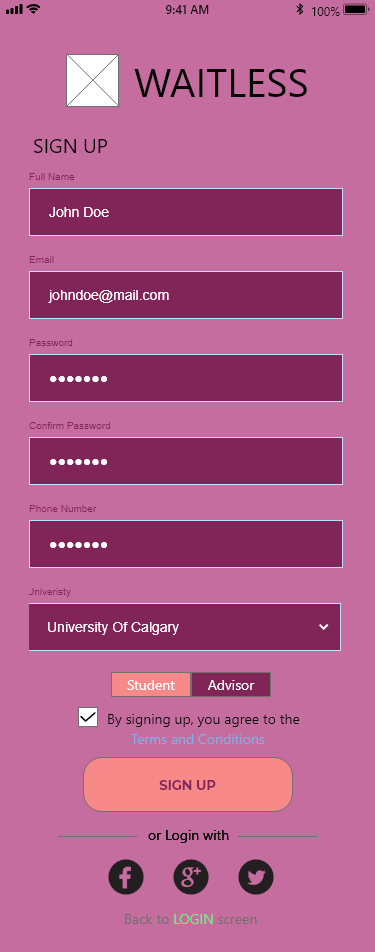 9:41 AM 100%
WAITLESS
SIGN UP
Full Name
John Doe
Email
johndoe@mail.com
Password
•••••••
Confirm Password
•••••••
Phone Number
•••••••
Jniveristy
University Of Calgary
Student Advisor
By signing up, you agree to the
Terms and Conditions
SIGN UP
or Login with
Back to LOGIN screen